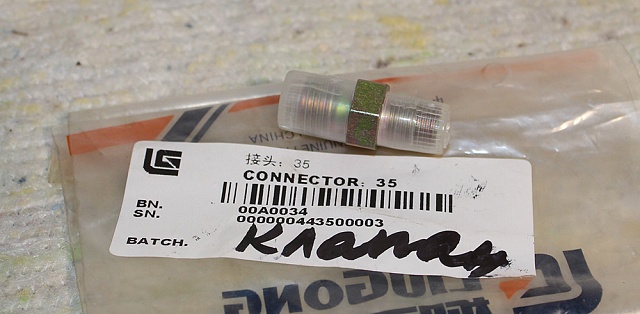 接头: 35
CONNECTOR: 35
BN. 00A0034
SN. 000000443500003
BATCH.
Клапан
LIUGONG